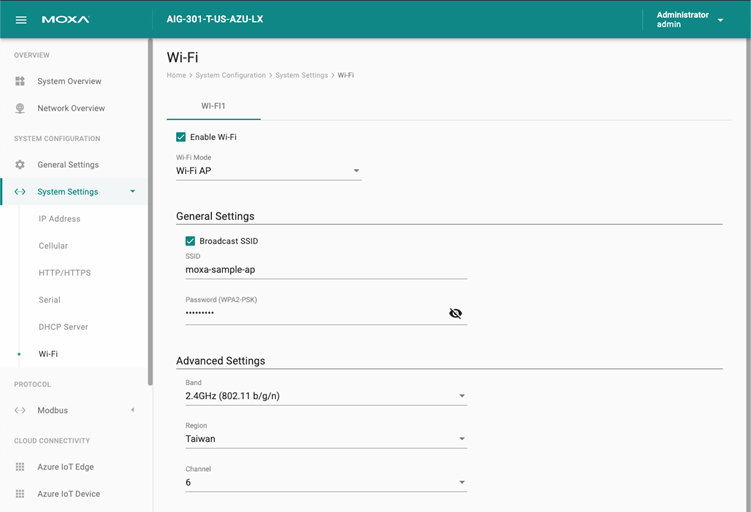 MOXA
AIG-301-T-US-AZU-LX
Administrator
admin
OVERVIEW
System Overview
Network Overview
SYSTEM CONFIGURATION
General Settings
System Settings
IP Address
Cellular
HTTP/HTTPS
Serial
DHCP Server
Wi-Fi
PROTOCOL
Modbus
CLOUD CONNECTIVITY
Azure IoT Edge
Azure IoT Device
Wi-Fi
Home > System Configuration > System Settings > Wi-Fi
WI-FI1
Enable Wi-Fi
Wi-Fi Mode
Wi-Fi AP
General Settings
Broadcast SSID
SSID
moxa-sample-ap
Password (WPA2-PSK)
•••••••••
Advanced Settings
Band
2.4GHz (802.11 b/g/n)
Region
Taiwan
Channel
6